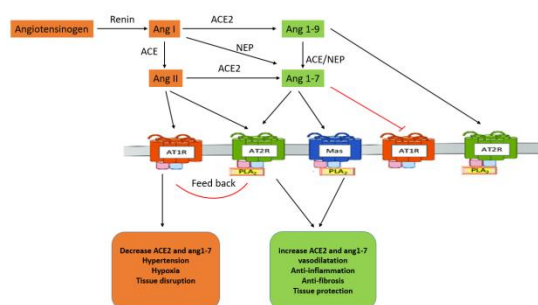 Angiotensinogen
Renin
Ang I
ACE2
Ang 1-9
ACE
NEP
ACE/NEP
Ang II
ACE2
Ang 1-7
AT1R
AT2R
Mas
AT1R
AT2R
PLA2
PLA2
PLA2
Feed back
Decrease ACE2 and ang1-7
Hypertension
Hypoxia
Tissue disruption
increase ACE2 and ang1-7
vasodilatation
Anti-inflammation
Anti-fibrosis
Tissue protection